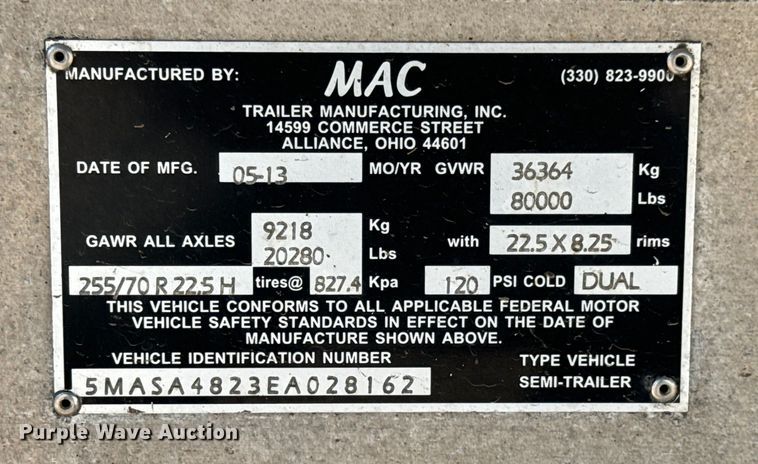 MANUFACTURED BY: MAC (330) 823-9900
TRAILER MANUFACTURING, INC.
14599 COMMERCE STREET
ALLIANCE, OHIO 44601
DATE OF MFG. 05-13 MO/YR GVWR 36364 Kg
80000 Lbs
GAWR ALL AXLES 9218 Kg
20280 Lbs with 22.5 X 8.25 rims
255/70 R 22.5 H tires@ 827.4 Kpa 120 PSI COLD DUAL
THIS VEHICLE CONFORMS TO ALL APPLICABLE FEDERAL MOTOR
VEHICLE SAFETY STANDARDS IN EFFECT ON THE DATE OF
MANUFACTURE SHOWN ABOVE.
VEHICLE IDENTIFICATION NUMBER TYPE VEHICLE
5MASA4823EA028162 SEMI-TRAILER
Purple Wave Auction